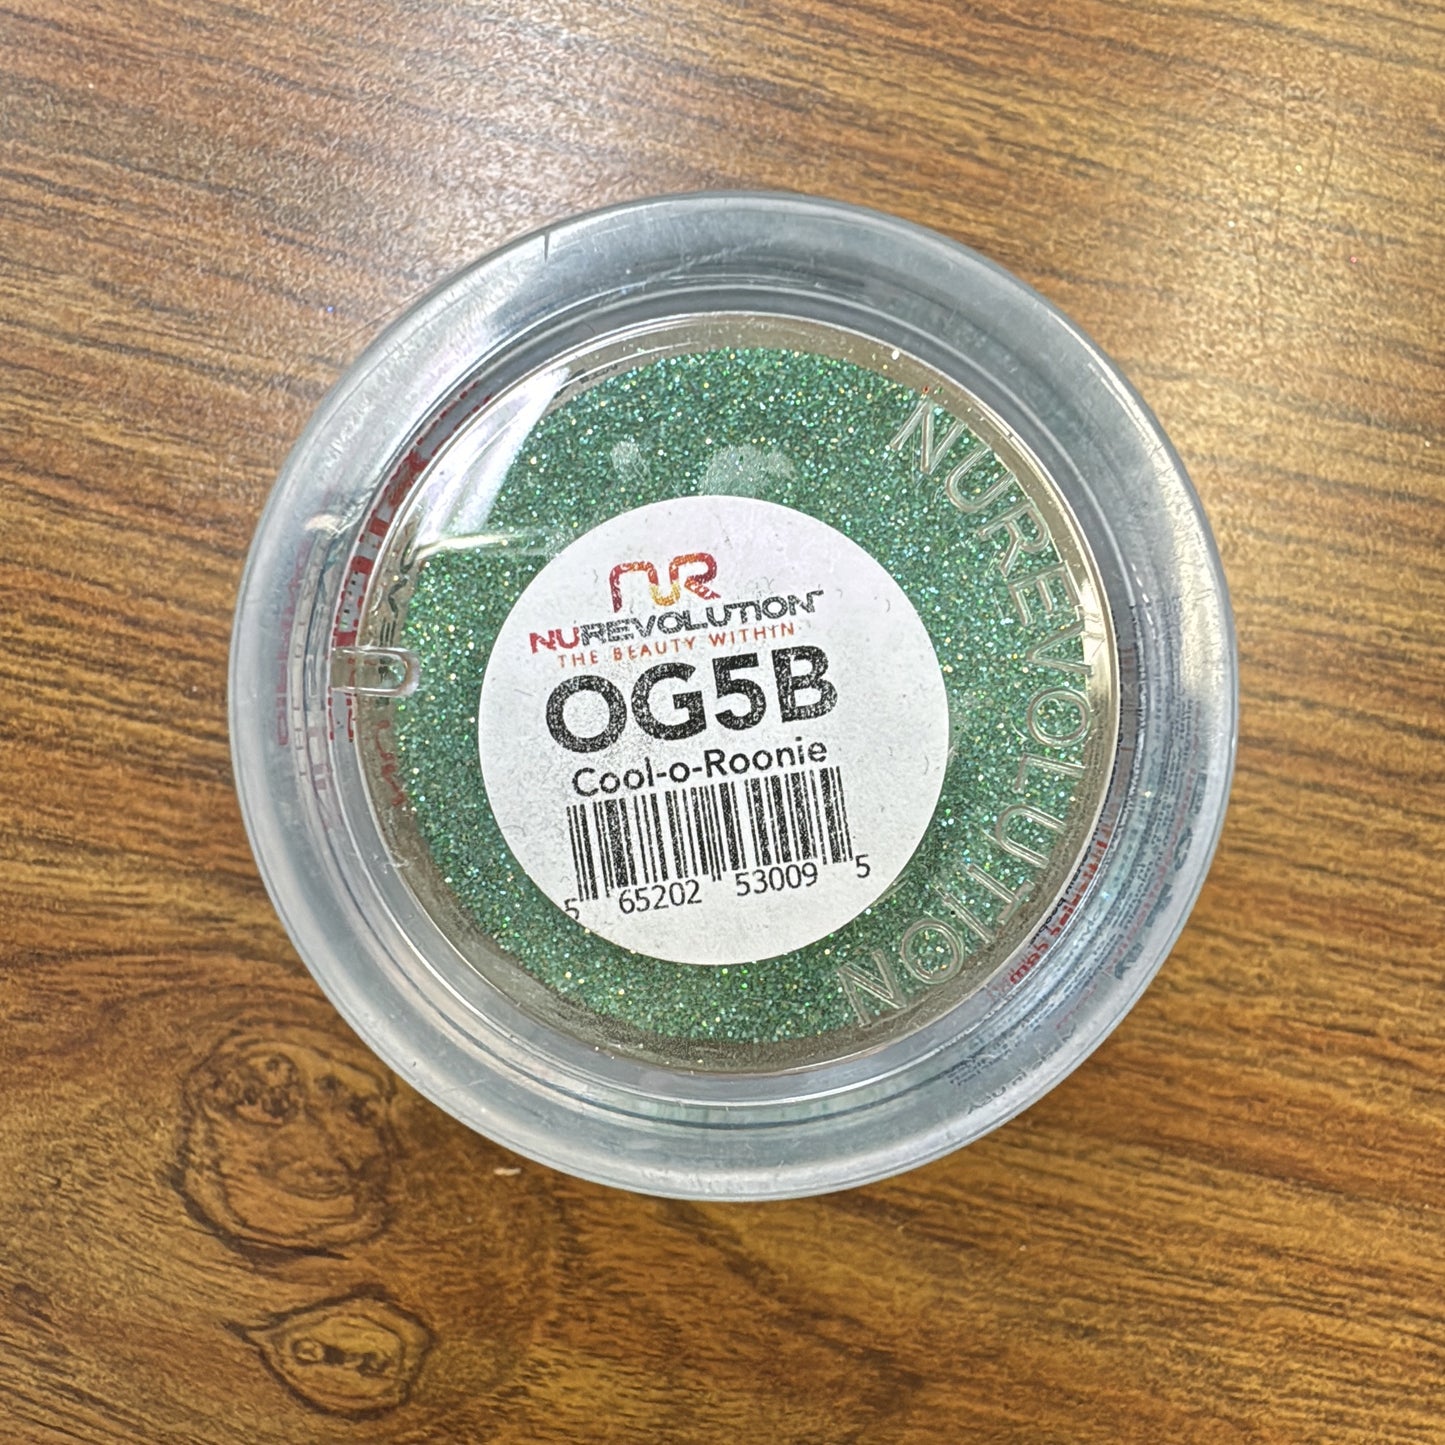 NR
NUREVOLUTION
THE BEAUTY WITHIN
OG5B
Cool-o-Roonie
5 65202 53009 5
NUREVOLUTION